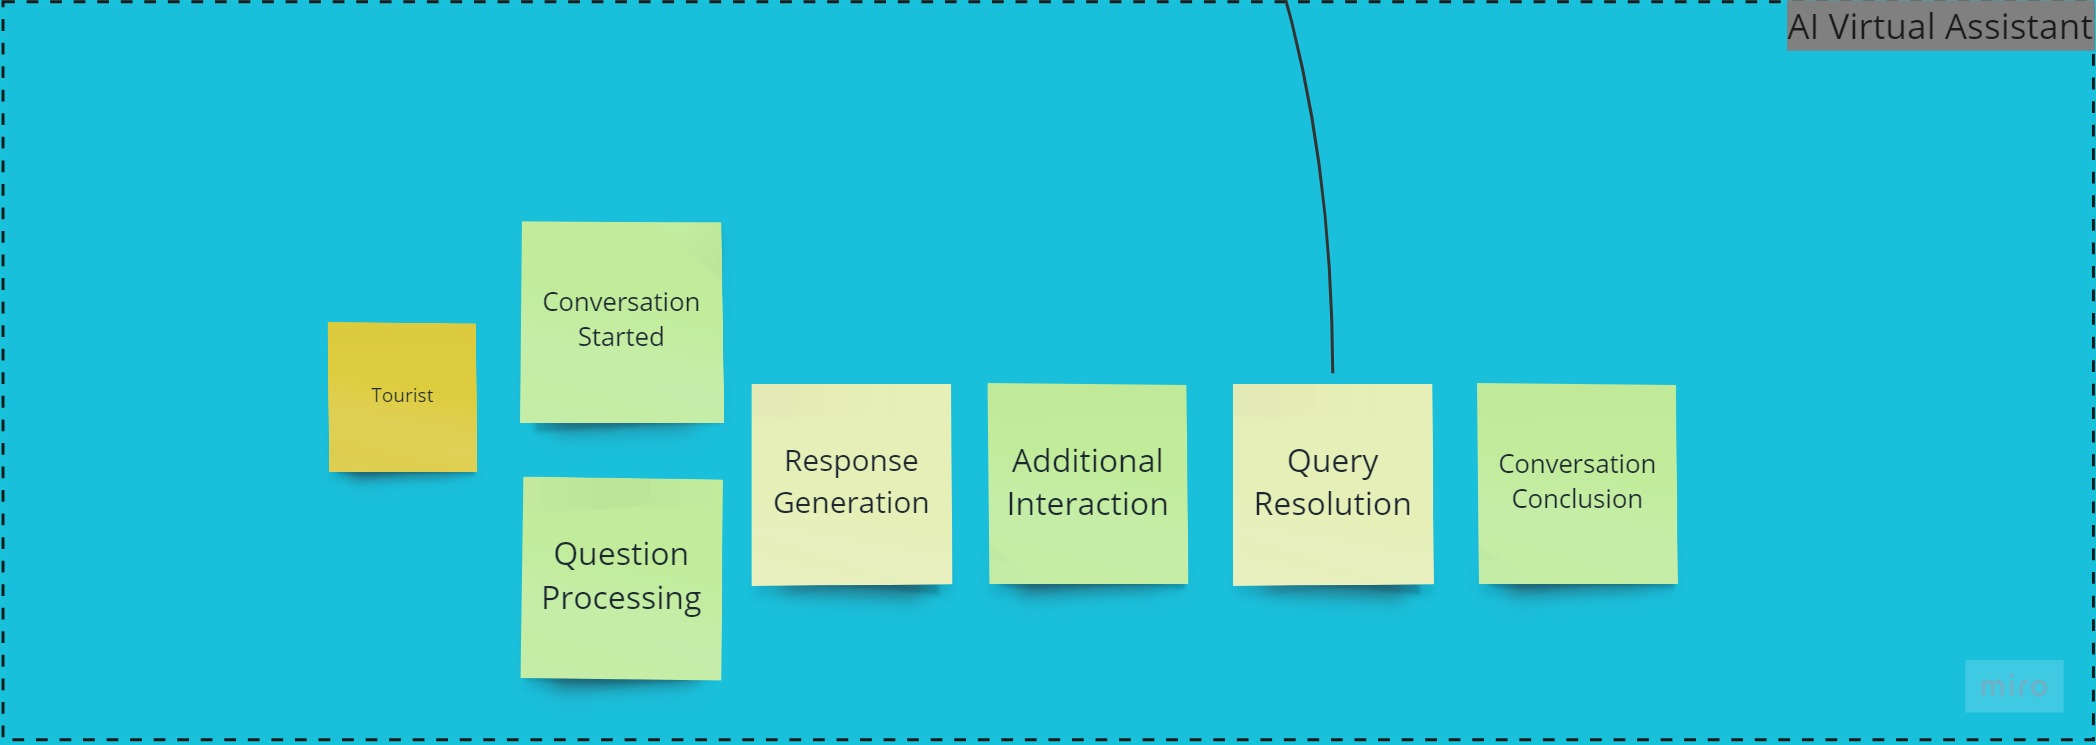 AI Virtual Assistant
Tourist
Conversation
Started
Question
Processing
Response
Generation
Additional
Interaction
Query
Resolution
Conversation
Conclusion
miro